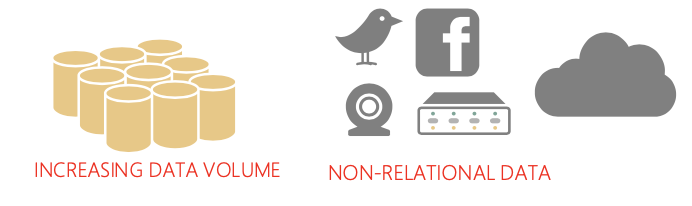 INCREASING DATA VOLUME
NON-RELATIONAL DATA